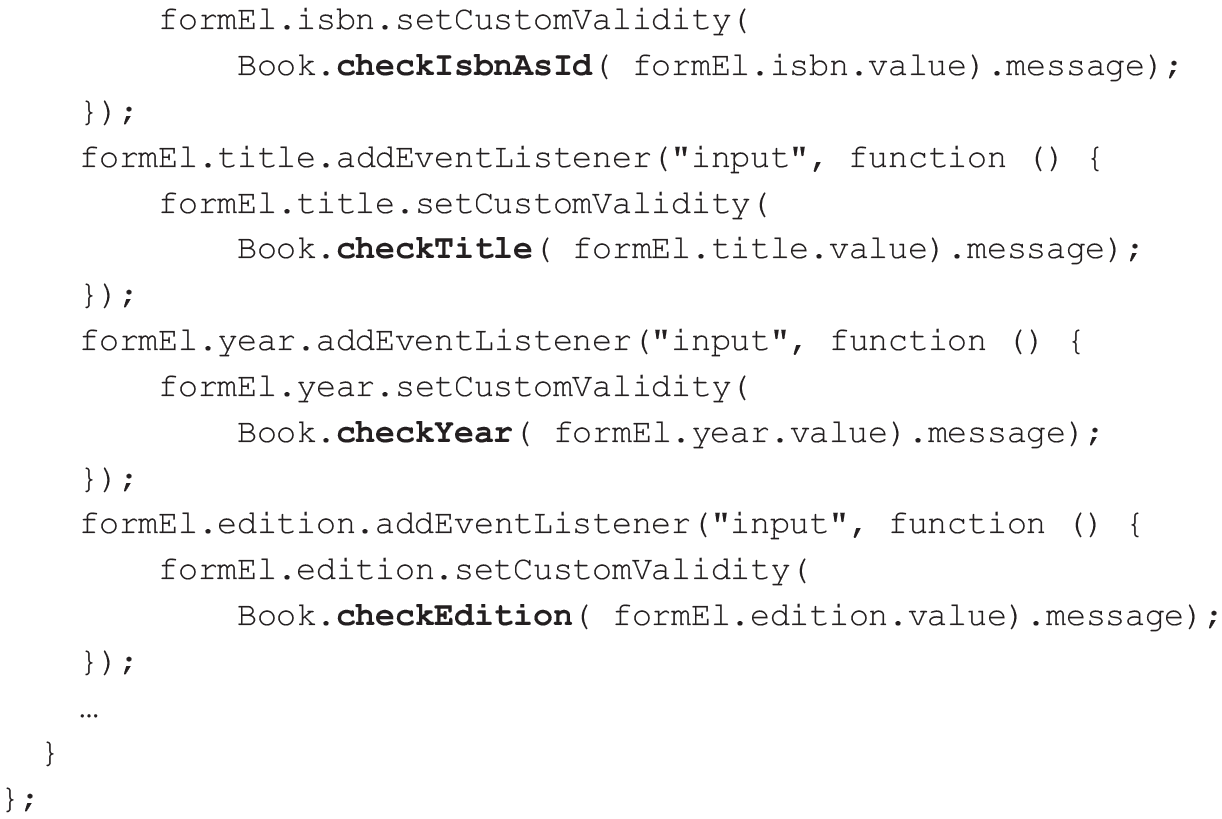 formEl.isbn.setCustomValidity(
Book.checkIsbnAsId( formEl.isbn.value).message);
});
formEl.title.addEventListener("input", function () {
formEl.title.setCustomValidity(
Book.checkTitle( formEl.title.value).message);
});
formEl.year.addEventListener("input", function () {
formEl.year.setCustomValidity(
Book.checkYear( formEl.year.value).message);
});
formEl.edition.addEventListener("input", function () {
formEl.edition.setCustomValidity(
Book.checkEdition( formEl.edition.value).message);
});
…
}
};